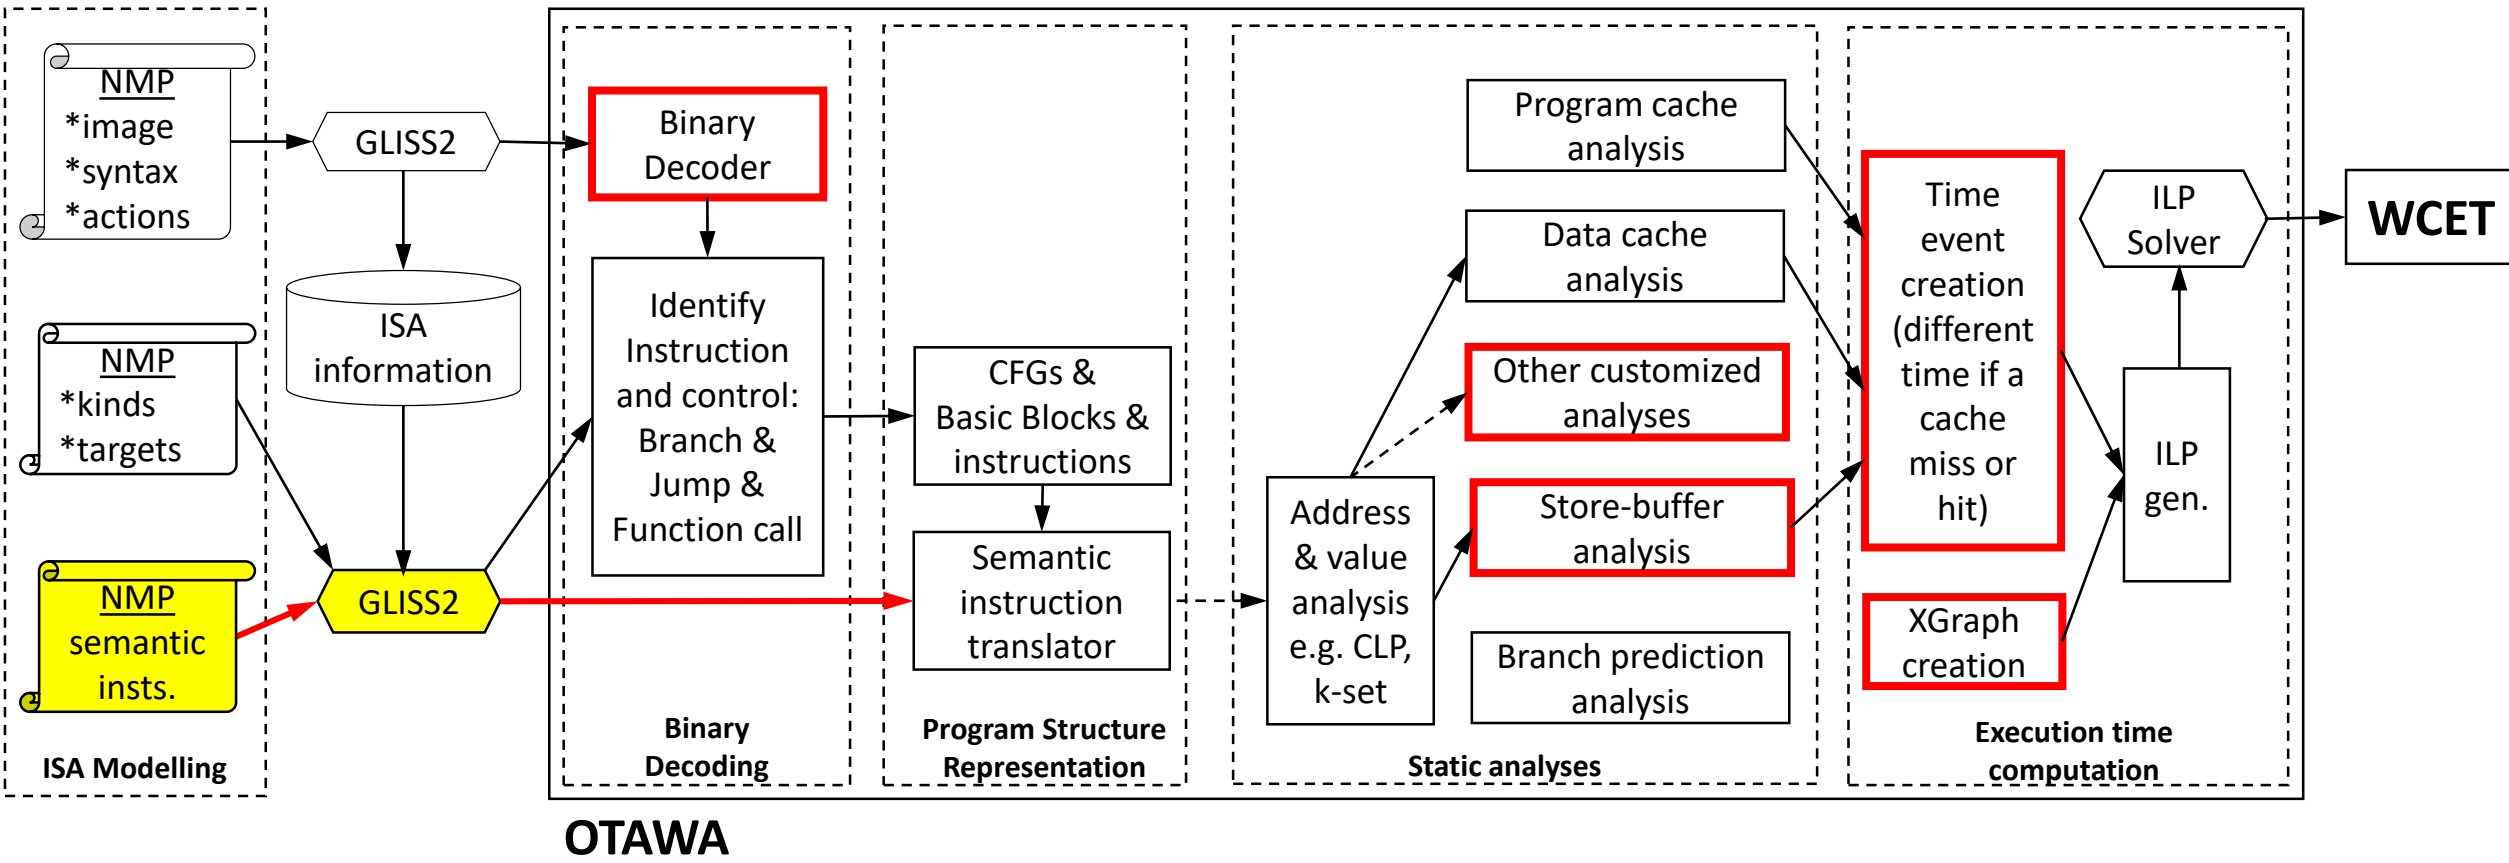 NMP
*image
*syntax
*actions
GLISS2
ISA
information
NMP
*kinds
*targets
NMP
semantic
insts.
GLISS2
ISA Modelling
Binary
Decoder
Identify
Instruction
and control:
Branch &
Jump &
Function call
Binary
Decoding
CFGs &
Basic Blocks &
instructions
Semantic
instruction
translator
Program Structure
Representation
Address
& value
analysis
e.g. CLP,
k-set
Program cache
analysis
Data cache
analysis
Other customized
analyses
Store-buffer
analysis
Branch prediction
analysis
Static analyses
Time
event
creation
(different
time if a
cache
miss or
hit)
XGraph
creation
ILP
Solver
ILP
gen.
Execution time
computation
WCET
OTAWA